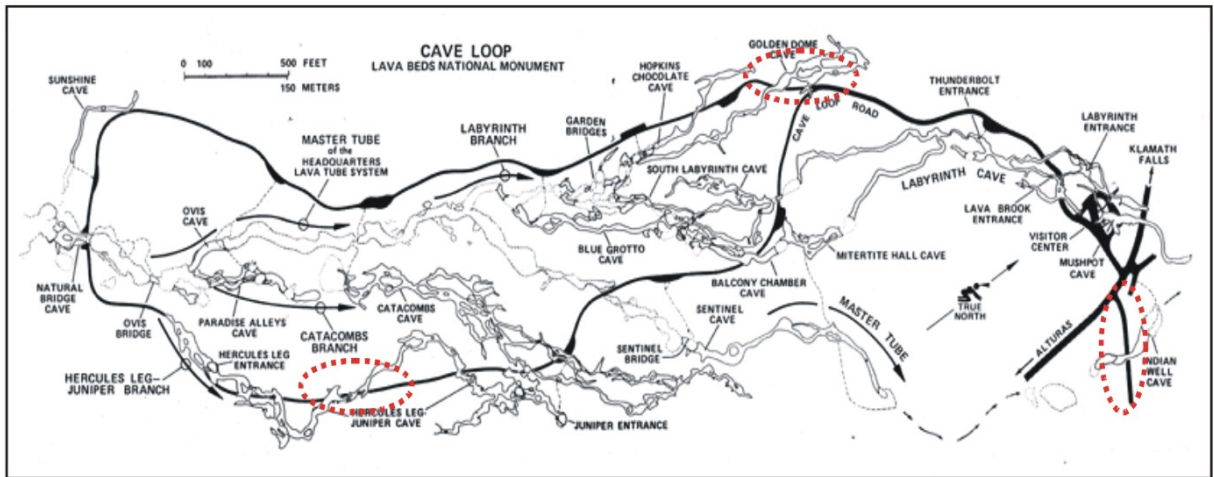 CAVE LOOP
LAVA BEDS NATIONAL MONUMENT
0 100 500 FEET
150 METERS
SUNSHINE
CAVE
MASTER TUBE
of the
HEADQUARTERS
LAVA TUBE SYSTEM
LABYRINTH
BRANCH
GARDEN
BRIDGES
HOPKINS
CHOCOLATE
CAVE
GOLDEN DOME
CAVE
CAVE LOOP ROAD
THUNDERBOLT
ENTRANCE
LABYRINTH
ENTRANCE
KLAMATH
FALLS
SOUTH LABYRINTH CAVE
LABYRINTH CAVE
LAVA BROOK
ENTRANCE
VISITOR
CENTER
MUSHPOT
CAVE
OVIS
CAVE
BLUE GROTTO
CAVE
MITERTITE HALL CAVE
BALCONY CHAMBER
CAVE
NATURAL
BRIDGE
CAVE
OVIS
BRIDGE
PARADISE ALLEYS
CAVE
CATACOMBS
CAVE
CATACOMBS
BRANCH
SENTINEL
CAVE
SENTINEL
BRIDGE
MASTER TUBE
TRUE
NORTH
ALTURAS
INDIAN
WELL
CAVE
HERCULES LEG
ENTRANCE
HERCULES LEG—
JUNIPER BRANCH
HERCULES LEG
JUNIPER CAVE
JUNIPER ENTRANCE